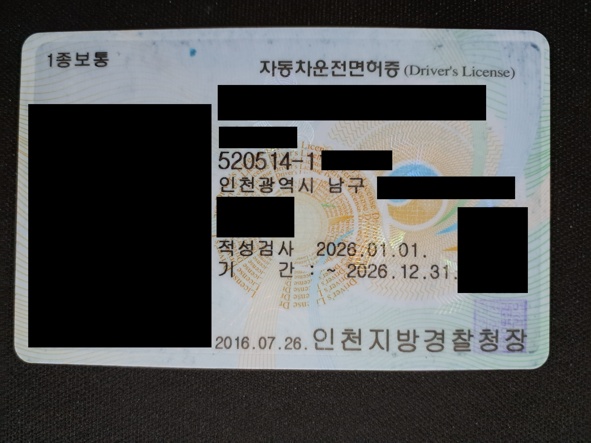 1종보통
자동차운전면허증 (Driver's License)
520514-1
인천광역시 남구
적성검사 2026.01.01.
기 간 : ~ 2026.12.31.
2016.07.26. 인천지방경찰청장